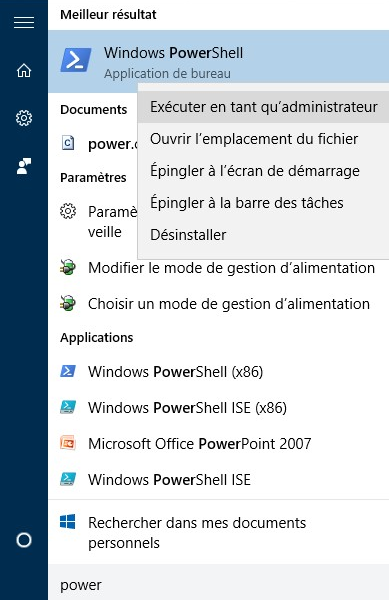 Meilleur résultat
Windows PowerShell
Application de bureau
Exécuter en tant qu'administrateur
Documents
Ouvrir l'emplacement du fichier
power.
Épingler à l'écran de démarrage
Paramètres
Épingler à la barre des tâches
Paramè
veille
Désinstaller
Modifier le mode de gestion d'alimentation
Choisir un mode de gestion d'alimentation
Applications
Windows PowerShell (x86)
Windows PowerShell ISE (x86)
Microsoft Office PowerPoint 2007
Windows PowerShell ISE
Rechercher dans mes documents
personnels
power